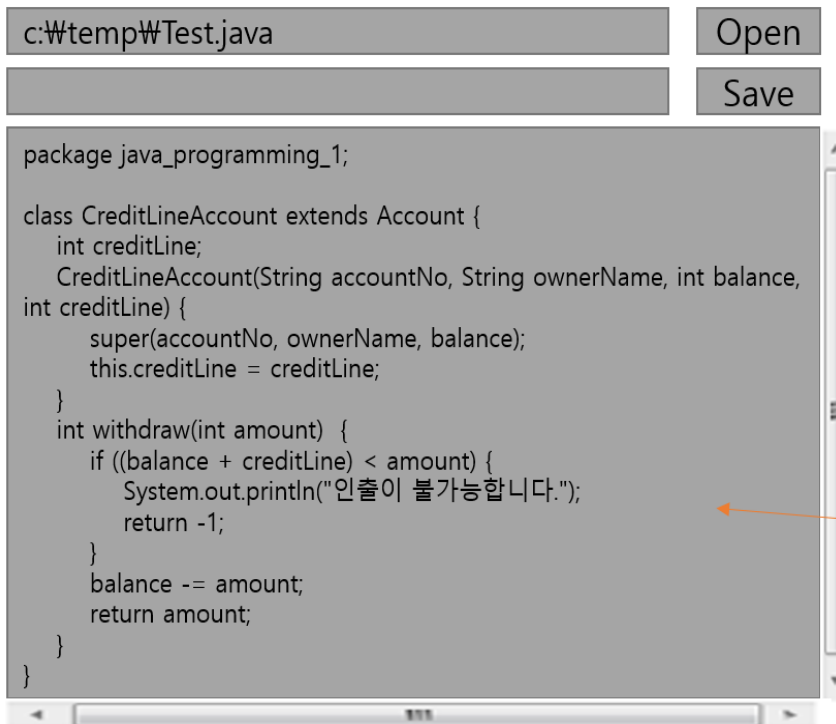 c:₩temp₩Test.java
Open
Save
package java_programming_1;
class CreditLineAccount extends Account {
int creditLine;
CreditLineAccount(String accountNo, String ownerName, int balance,
int creditLine) {
super(accountNo, ownerName, balance);
this.creditLine = creditLine;
}
int withdraw(int amount)  {
if ((balance + creditLine) < amount) {
System.out.println("인출이 불가능합니다.");
return -1;
}
balance -= amount;
return amount;
}
}